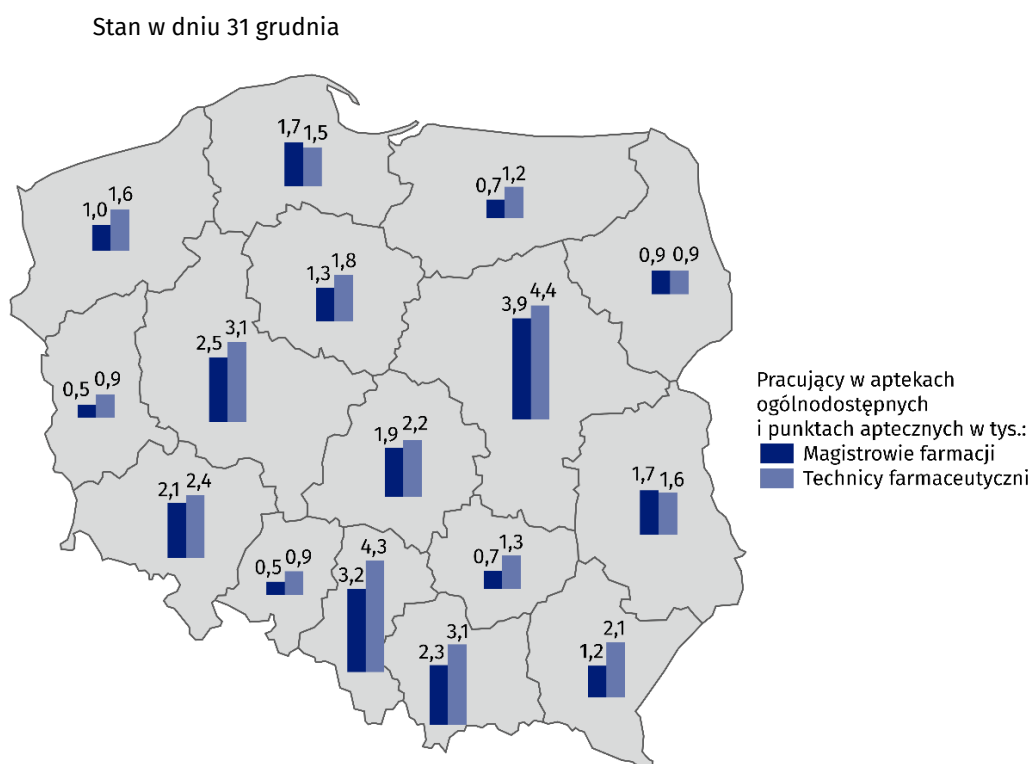 Stan w dniu 31 grudnia
1,7 1,5
0,7 1,2
1,0 1,6
0,9 0,9
1,3 1,8
3,9 4,4
2,5 3,1
0,5 0,9
1,9 2,2
Pracujący w aptekach
ogólnodostępnych
i punktach aptecznych w tys.:
Magistrowie farmacji
Technicy farmaceutyczni
2,1 2,4
1,7 1,6
0,5 0,9
3,2 4,3
0,7 1,3
2,3 3,1
1,2 2,1